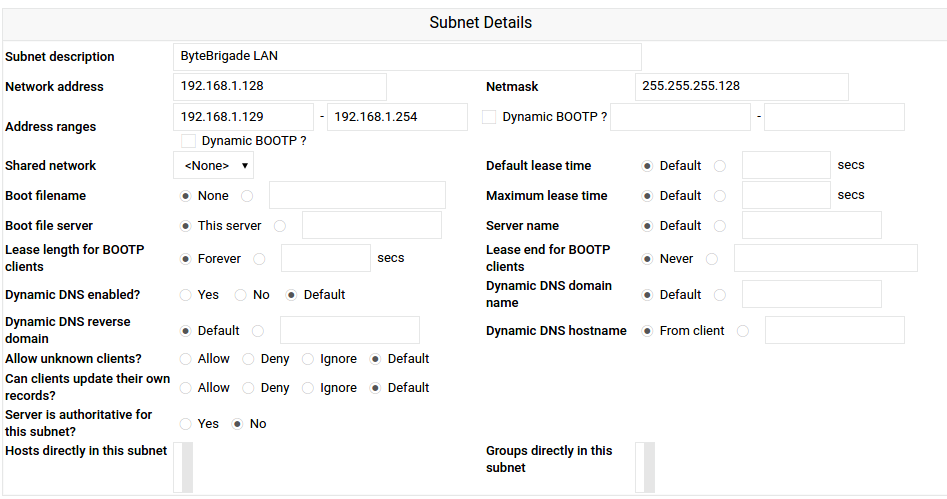 Subnet Details
Subnet description ByteBrigade LAN
Network address 192.168.1.128 Netmask 255.255.255.128
Address ranges 192.168.1.129 - 192.168.1.254 Dynamic BOOTP ? -
Dynamic BOOTP ?
Shared network <None> Default lease time Default secs
Boot filename None Maximum lease time Default secs
Boot file server This server Server name Default
Lease length for BOOTP
clients Forever secs Lease end for BOOTP
clients Never
Dynamic DNS enabled? Yes No Default Dynamic DNS domain
name Default
Dynamic DNS reverse
domain Default Dynamic DNS hostname From client
Allow unknown clients? Allow Deny Ignore Default
Can clients update their own
records? Allow Deny Ignore Default
Server is authoritative for
this subnet? Yes No
Hosts directly in this subnet Groups directly in this
subnet